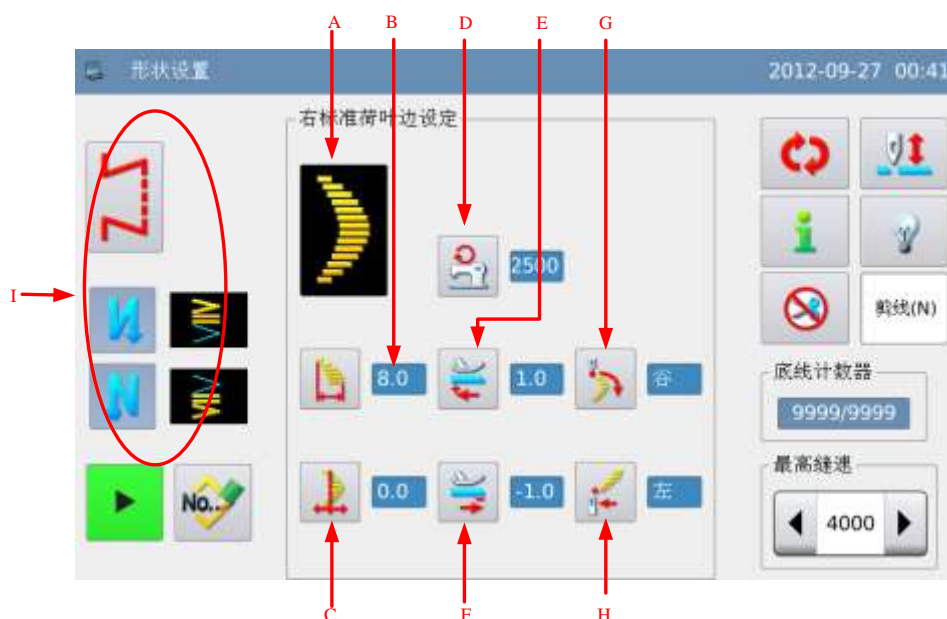 A B D E G
形状设置 2012-09-27 00:41
右标准荷叶边设定
2500
I
剪线(N)
8.0 1.0 谷
底线计数器
9999/9999
最高缝速
No.
0.0 -1.0 左
4000
C F H